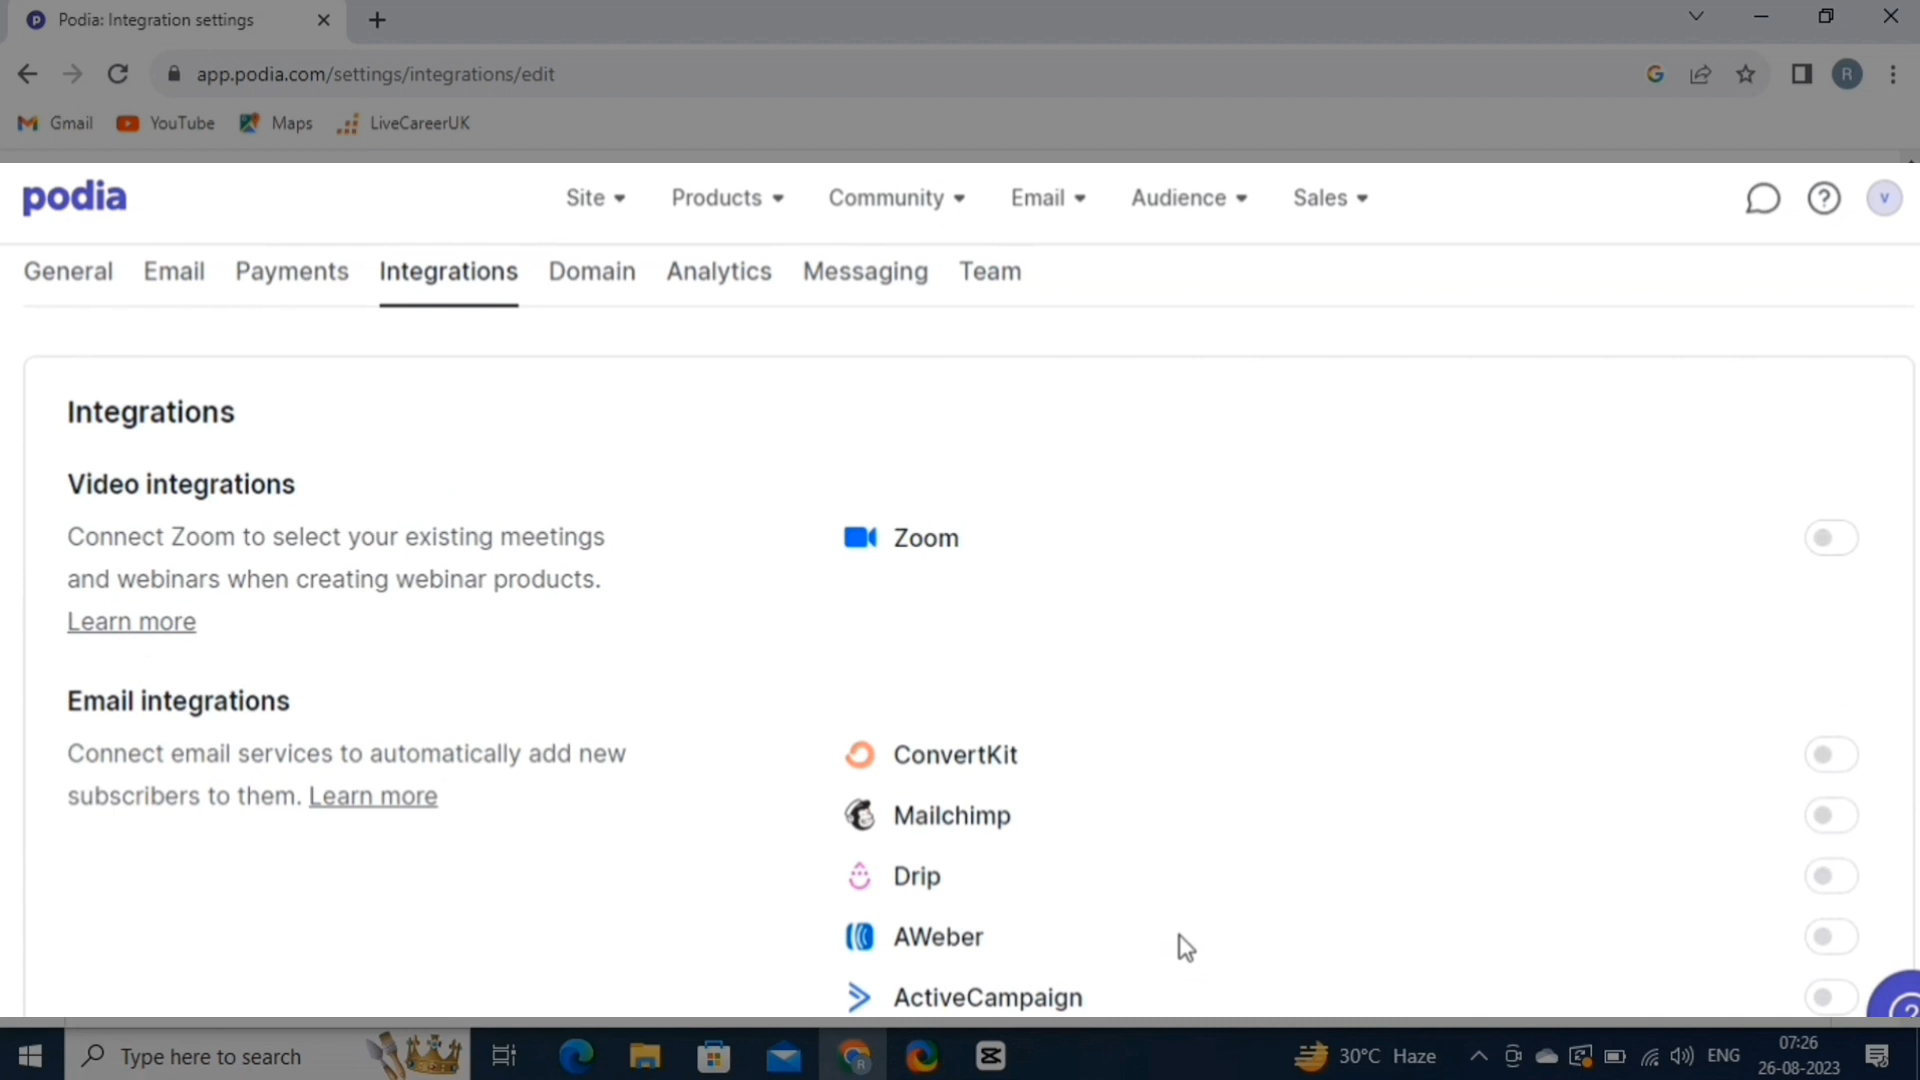 Podia: Integration settings
app.podia.com/settings/integrations/edit
G R
Gmail YouTube Maps LiveCareerUK
podia Site Products Community Email Audience Sales ? v
General Email Payments Integrations Domain Analytics Messaging Team
Integrations
Video integrations
Connect Zoom to select your existing meetings
and webinars when creating webinar products.
Learn more
Zoom
Email integrations
Connect email services to automatically add new
subscribers to them. Learn more
ConvertKit
Mailchimp
Drip
AWeber
ActiveCampaign
Type here to search
30°C Haze
ENG
07:26
26-08-2023